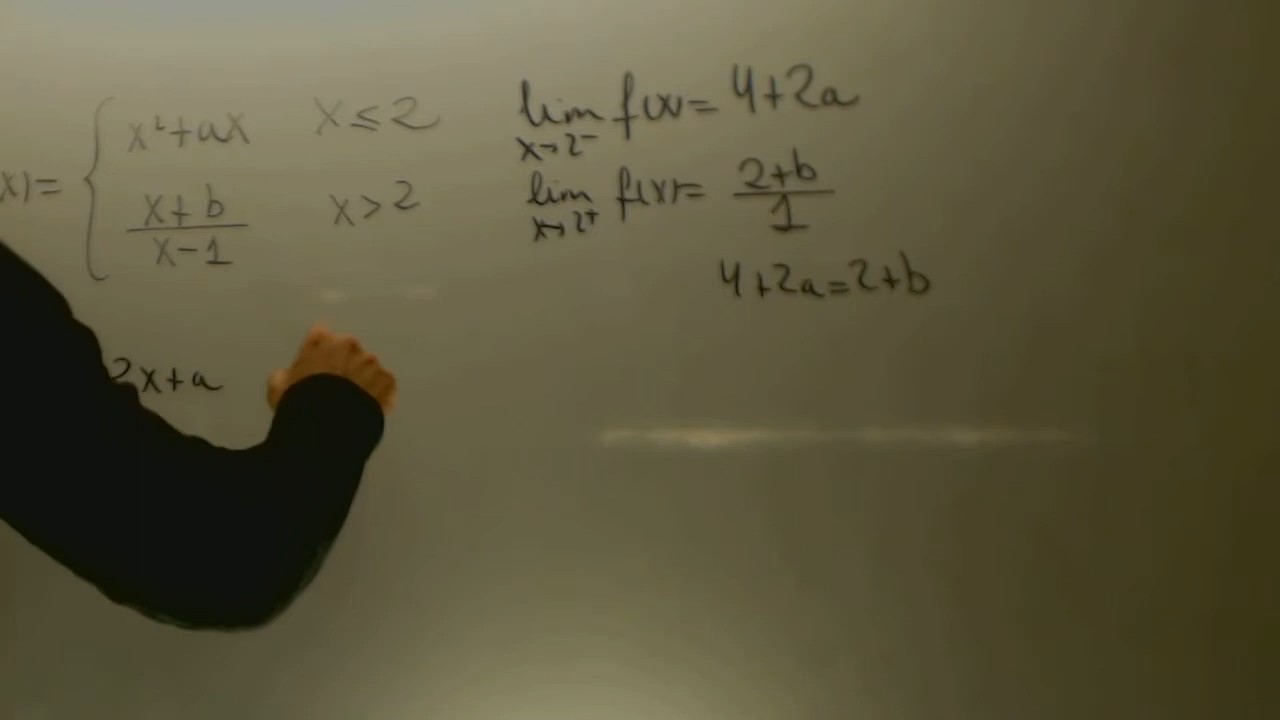 x)= { x²+ax x≤2
x+b/x-1 x>2
lim x→2⁻ f(x)= 4+2a
lim x→2⁺ f(x)= 2+b/1
4+2a=2+b
2x+a